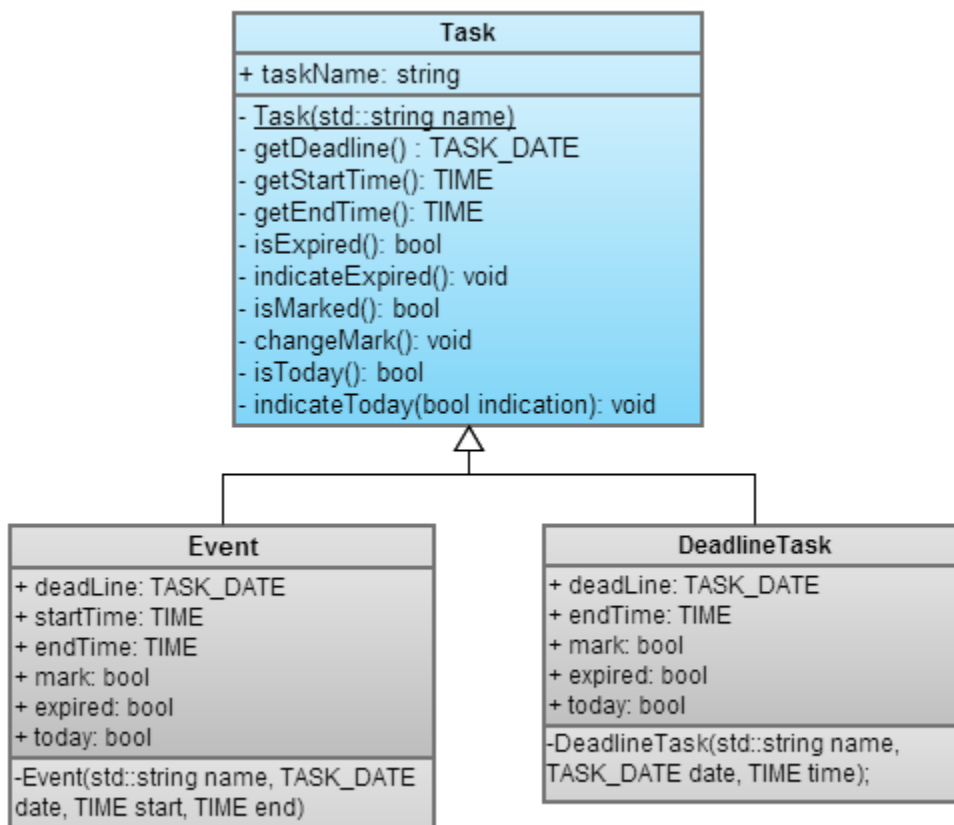 Task
+ taskName: string
- Task(std::string name)
- getDeadline() : TASK_DATE
- getStartTime(): TIME
- getEndTime(): TIME
- isExpired(): bool
- indicateExpired(): void
- isMarked(): bool
- changeMark(): void
- isToday(): bool
- indicateToday(bool indication): void
Event
+ deadLine: TASK_DATE
+ startTime: TIME
+ endTime: TIME
+ mark: bool
+ expired: bool
+ today: bool
-Event(std::string name, TASK_DATE
date, TIME start, TIME end)
DeadlineTask
+ deadLine: TASK_DATE
+ endTime: TIME
+ mark: bool
+ expired: bool
+ today: bool
-DeadlineTask(std::string name,
TASK_DATE date, TIME time);